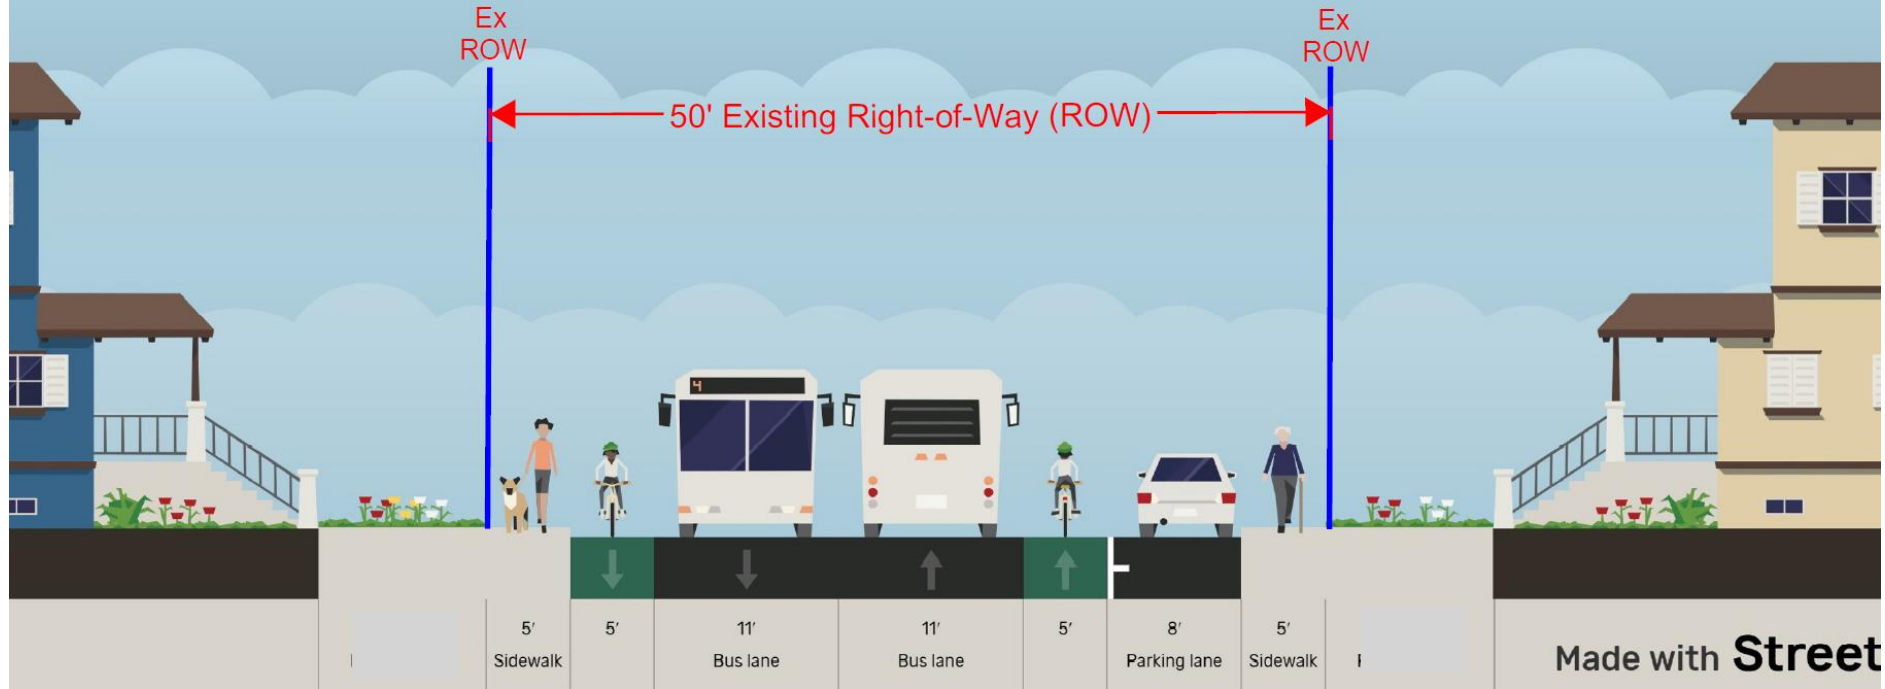 Ex
ROW
Ex
ROW
50' Existing Right-of-Way (ROW)
4
5′
5′
11′
11′
5′
8′
5′
Sidewalk
Bus lane
Bus lane
Parking lane
Sidewalk
Made with Street